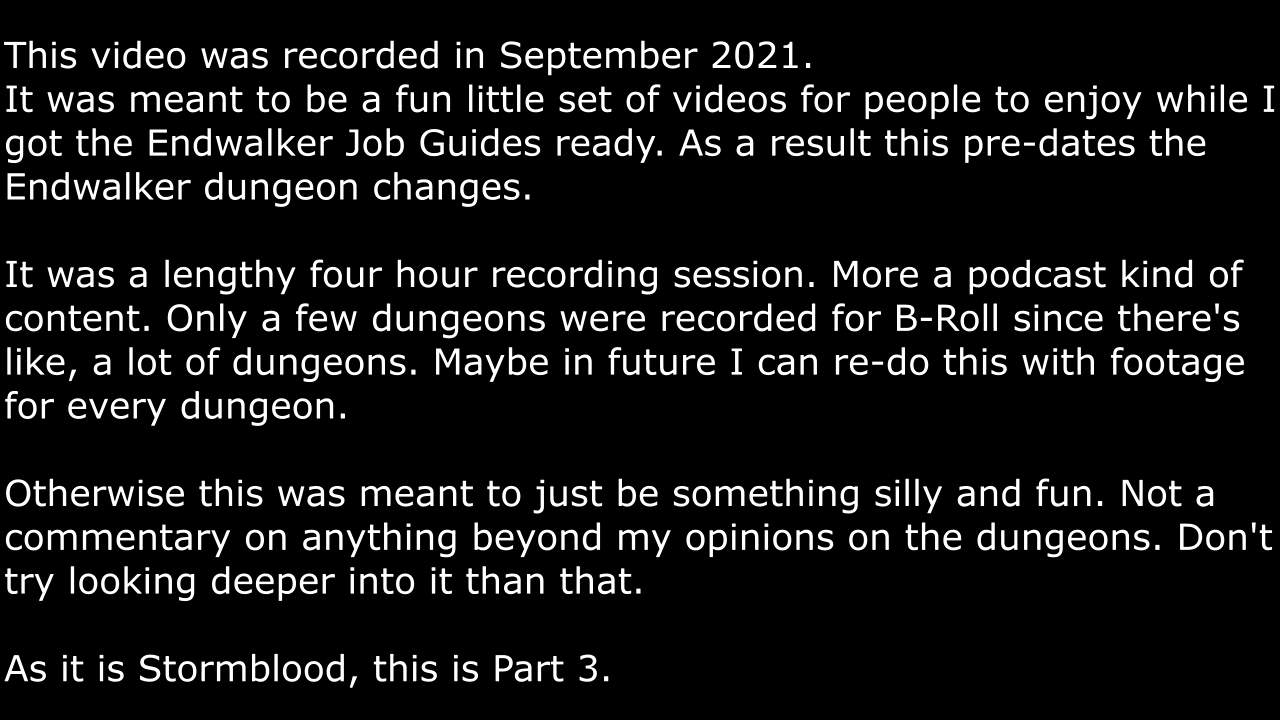 This video was recorded in September 2021.
It was meant to be a fun little set of videos for people to enjoy while I
got the Endwalker Job Guides ready. As a result this pre-dates the
Endwalker dungeon changes.
It was a lengthy four hour recording session. More a podcast kind of
content. Only a few dungeons were recorded for B-Roll since there's
like, a lot of dungeons. Maybe in future I can re-do this with footage
for every dungeon.
Otherwise this was meant to just be something silly and fun. Not a
commentary on anything beyond my opinions on the dungeons. Don't
try looking deeper into it than that.
As it is Stormblood, this is Part 3.